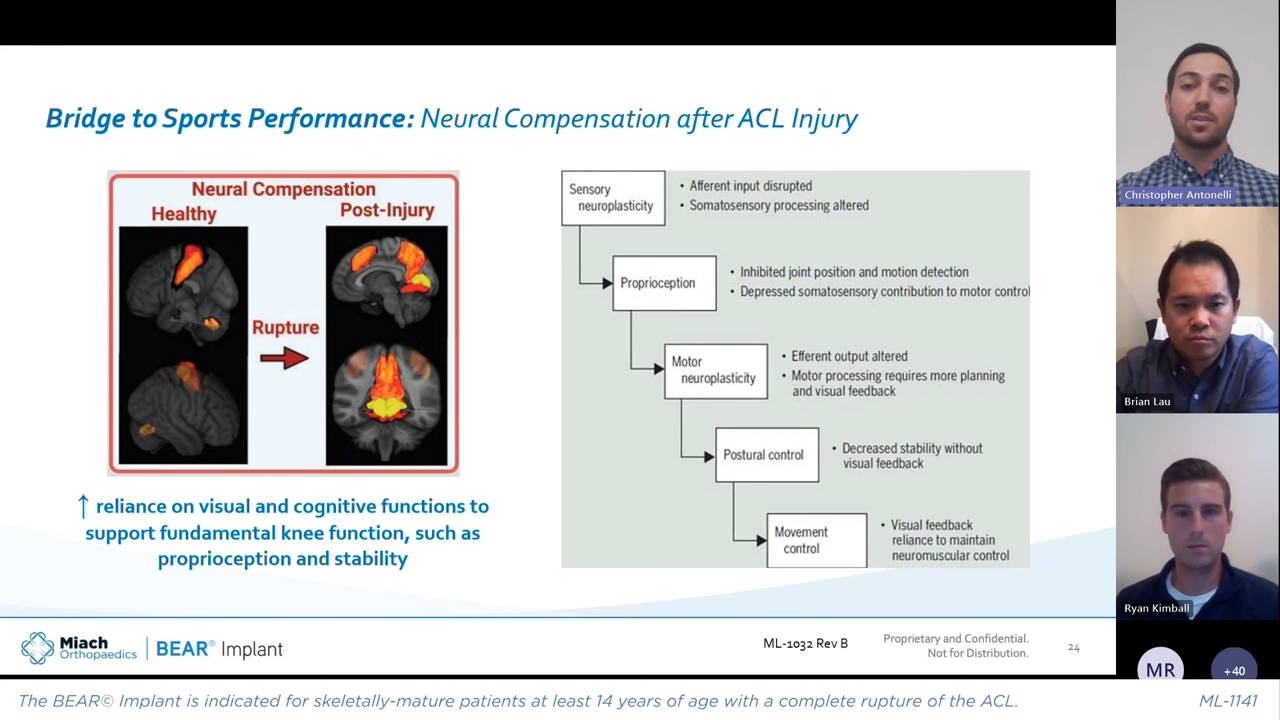 Bridge to Sports Performance: Neural Compensation after ACL Injury
Neural Compensation
Healthy
Post-Injury
Rupture
↑ reliance on visual and cognitive functions to
support fundamental knee function, such as
proprioception and stability
Sensory
neuroplasticity
• Afferent input disrupted
• Somatosensory processing altered
Proprioception
• Inhibited joint position and motion detection
• Depressed somatosensory contribution to motor control
Motor
neuroplasticity
• Efferent output altered
• Motor processing requires more planning
and visual feedback
Postural control
• Decreased stability without
visual feedback
Movement
control
• Visual feedback
reliance to maintain
neuromuscular control
Miach
Orthopaedics
BEAR® Implant
ML-1032 Rev B
Proprietary and Confidential.
Not for Distribution.
24
Christopher Antonelli
Brian Lau
Ryan Kimball
MR
+40
The BEAR© Implant is indicated for skeletally-mature patients at least 14 years of age with a complete rupture of the ACL.
ML-1141